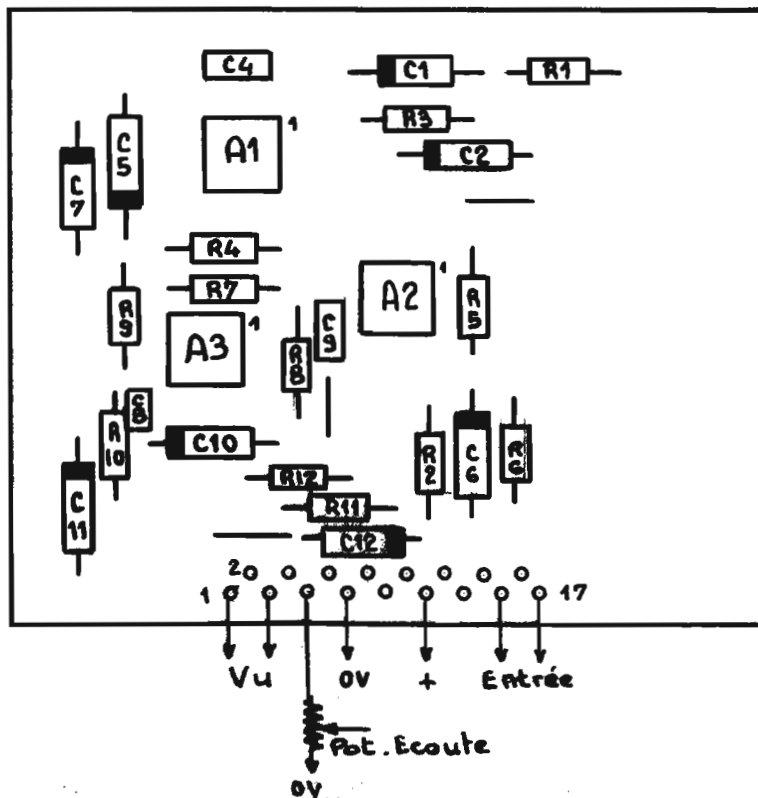 C4
C1
R1
R3
C5
A1
1
C2
C7
R4
R7
A2
1
R5
R9
C9
A3
1
R8
C8
R10
C10
R2
C6
R6
R12
C11
R11
C12
2
1
17
Vu
0V
+
Entrée
Pot. Ecoute
0V